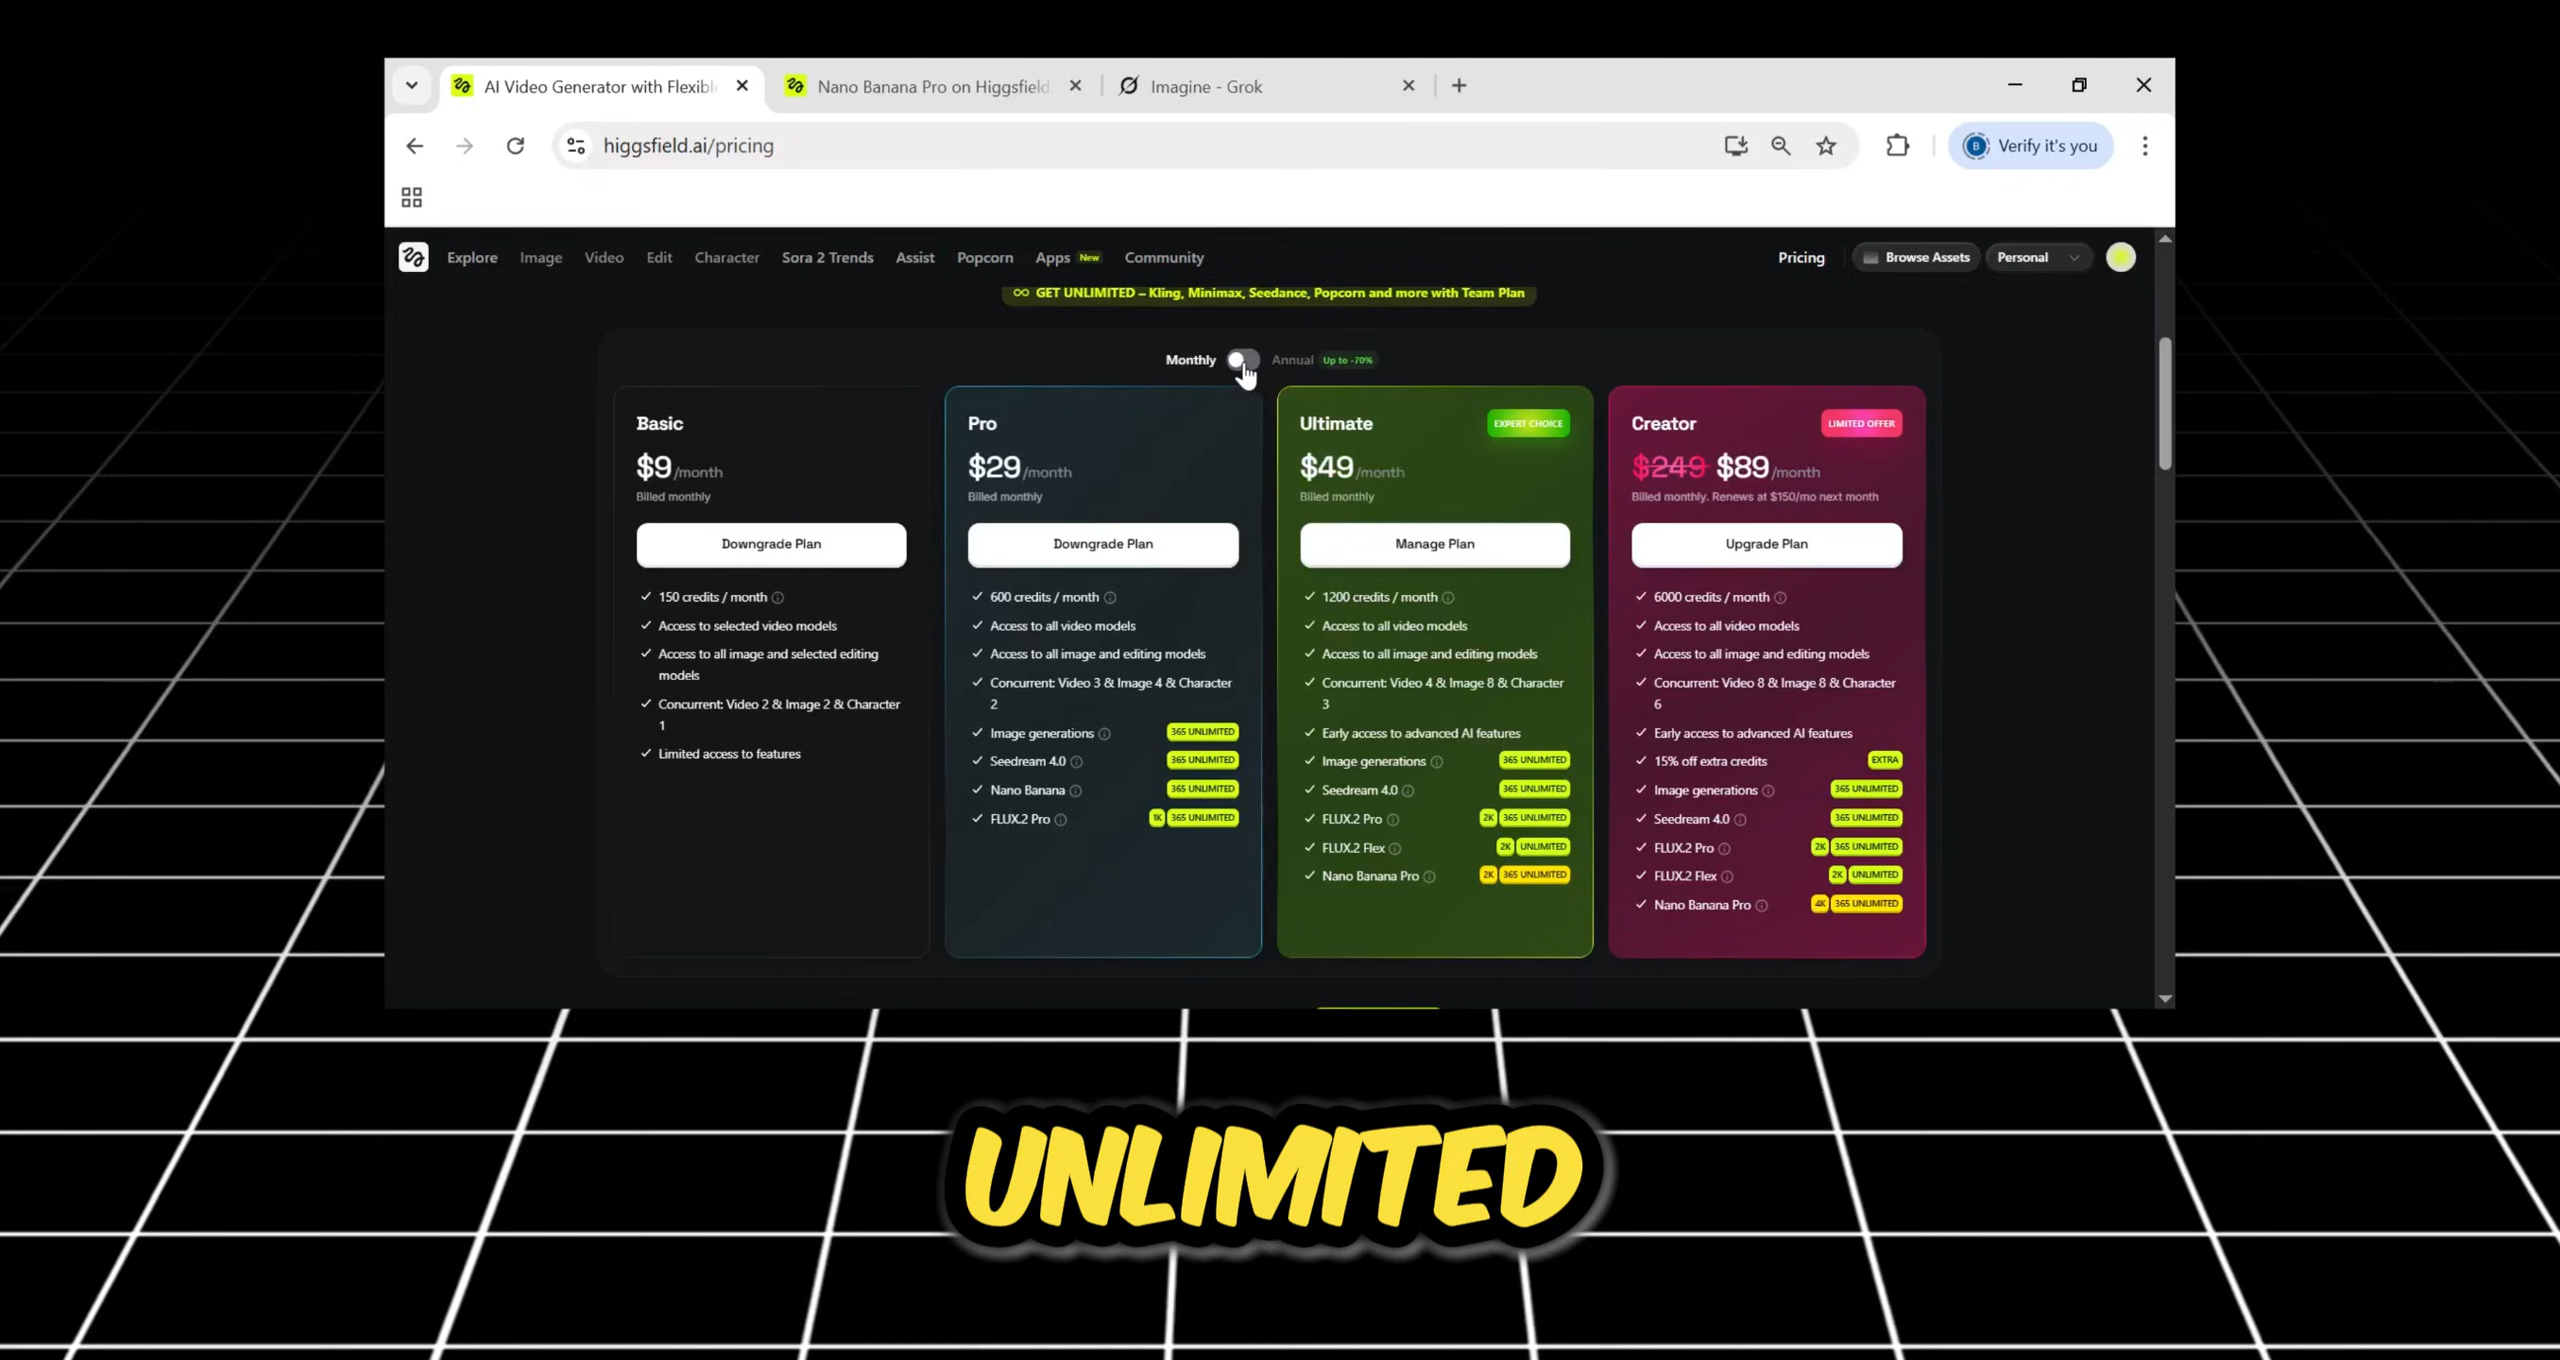 AI Video Generator with Flexibl
Nano Banana Pro on Higgsfield
Imagine - Grok
higgsfield.ai/pricing
B Verify it's you
Explore Image Video Edit Character Sora 2 Trends Assist Popcorn Apps New Community
Pricing Browse Assets Personal
GET UNLIMITED – Kling, Minimax, Seedance, Popcorn and more with Team Plan
Monthly Annual Up to -70%
Basic
$9/month
Billed monthly
Downgrade Plan
150 credits / month
Access to selected video models
Access to all image and selected editing
models
Concurrent: Video 2 & Image 2 & Character
1
Limited access to features
Pro
$29/month
Billed monthly
Downgrade Plan
600 credits / month
Access to all video models
Access to all image and editing models
Concurrent: Video 3 & Image 4 & Character
2
Image generations 365 UNLIMITED
Seedream 4.0 365 UNLIMITED
Nano Banana 365 UNLIMITED
FLUX.2 Pro 1K 365 UNLIMITED
Ultimate EXPERT CHOICE
$49/month
Billed monthly
Manage Plan
1200 credits / month
Access to all video models
Access to all image and editing models
Concurrent: Video 4 & Image 8 & Character
3
Early access to advanced AI features
Image generations 365 UNLIMITED
Seedream 4.0 365 UNLIMITED
FLUX.2 Pro 2K 365 UNLIMITED
FLUX.2 Flex 2K UNLIMITED
Nano Banana Pro 2K 365 UNLIMITED
Creator LIMITED OFFER
$249 $89/month
Billed monthly. Renews at $150/mo next month
Upgrade Plan
6000 credits / month
Access to all video models
Access to all image and editing models
Concurrent: Video 8 & Image 8 & Character
6
Early access to advanced AI features
15% off extra credits EXTRA
Image generations 365 UNLIMITED
Seedream 4.0 365 UNLIMITED
FLUX.2 Pro 2K 365 UNLIMITED
FLUX.2 Flex 2K UNLIMITED
Nano Banana Pro 4K 365 UNLIMITED
UNLIMITED